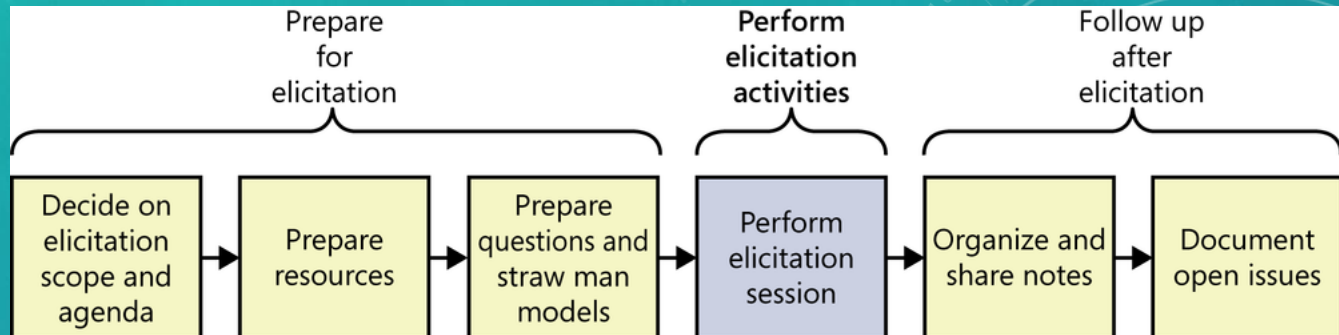 Prepare
for
elicitation
Perform
elicitation
activities
Follow up
after
elicitation
Decide on
elicitation
scope and
agenda
Prepare
resources
Prepare
questions and
straw man
models
Perform
elicitation
session
Organize and
share notes
Document
open issues